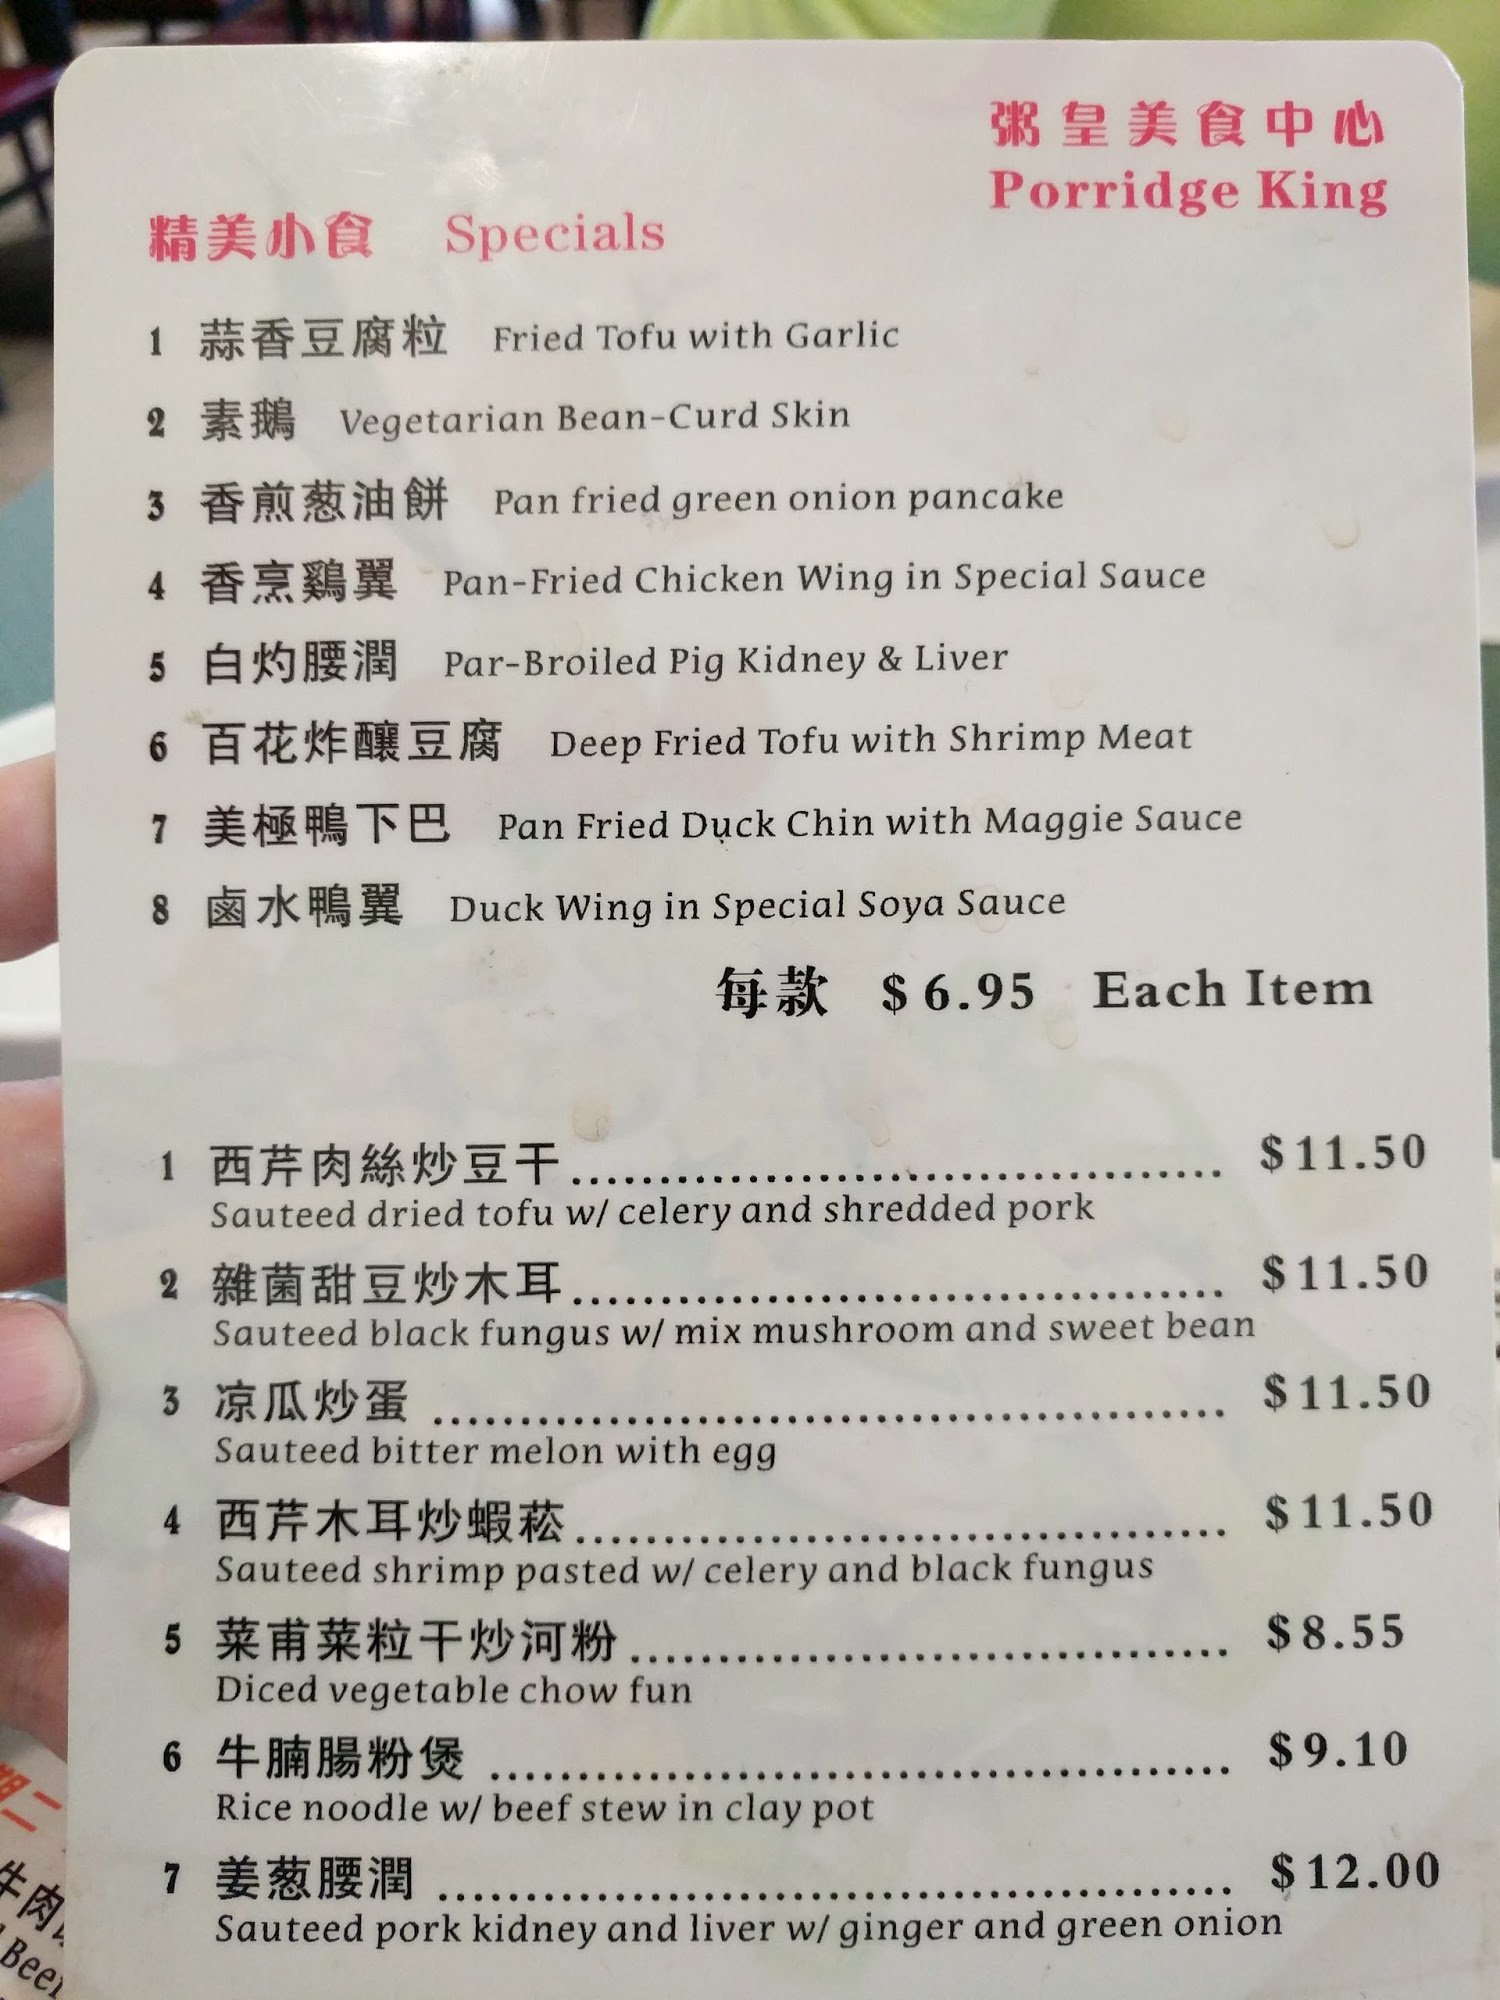 粥皇美食中心
Porridge King
精美小食 Specials
1 蒜香豆腐粒 Fried Tofu with Garlic
2 素鵝 Vegetarian Bean-Curd Skin
3 香煎葱油餅 Pan fried green onion pancake
4 香烹鷄翼 Pan-Fried Chicken Wing in Special Sauce
5 白灼腰潤 Par-Broiled Pig Kidney & Liver
6 百花炸釀豆腐 Deep Fried Tofu with Shrimp Meat
7 美極鴨下巴 Pan Fried Duck Chin with Maggie Sauce
8 鹵水鴨翼 Duck Wing in Special Soya Sauce
每款 $6.95 Each Item
1 西芹肉絲炒豆干........................................ $11.50
Sauteed dried tofu w/ celery and shredded pork
2 雜菌甜豆炒木耳........................................ $11.50
Sauteed black fungus w/ mix mushroom and sweet bean
3 凉瓜炒蛋 ................................................ $11.50
Sauteed bitter melon with egg
4 西芹木耳炒蝦菘........................................ $11.50
Sauteed shrimp pasted w/ celery and black fungus
5 菜甫菜粒干炒河粉.................................... $8.55
Diced vegetable chow fun
6 牛腩腸粉煲 ............................................. $9.10
Rice noodle w/ beef stew in clay pot
7 姜葱腰潤 ................................................ $12.00
Sauteed pork kidney and liver w/ ginger and green onion
期二
牛肉
Beef